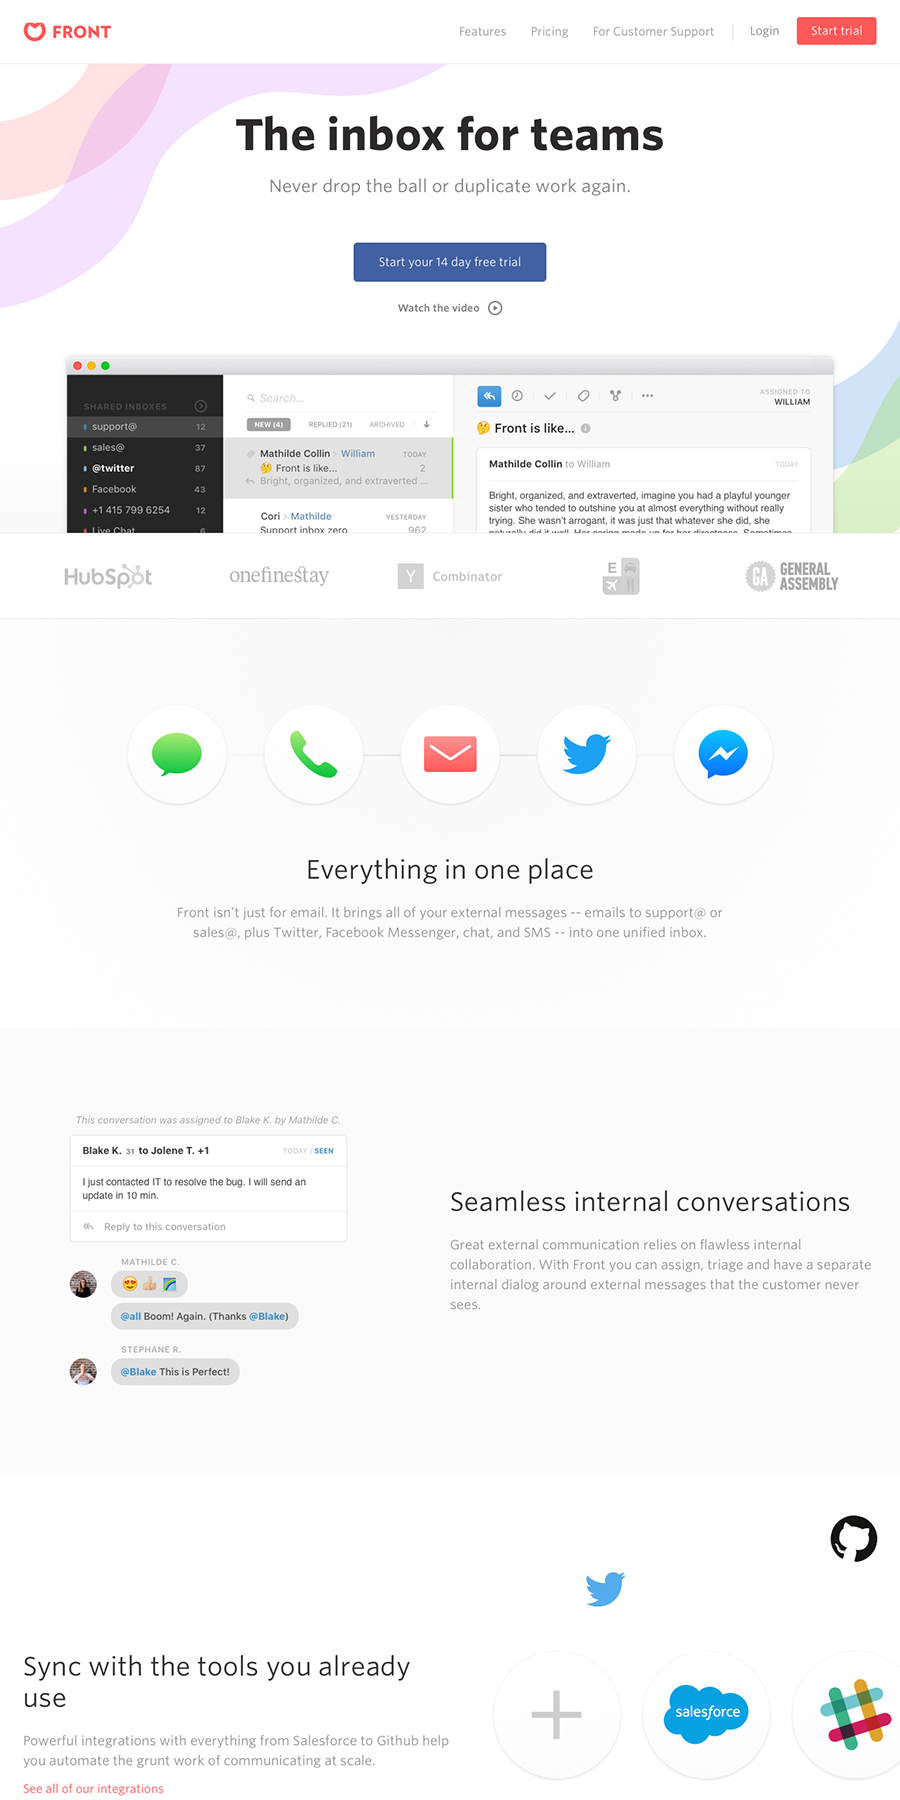 FRONT
Features Pricing For Customer Support Login Start trial
The inbox for teams
Never drop the ball or duplicate work again.
Start your 14 day free trial
Watch the video
SHARED INBOXES
support@ 12
sales@ 37
@twitter 87
Facebook 43
+1 415 799 6254 12
Live Chat 6
Search...
NEW (4) REPLIED (21) ARCHIVED
Mathilde Collin > William TODAY
🤔 Front is like... 2
Bright, organized, and extraverted ...
Cori > Mathilde YESTERDAY
Support inbox zero 962
ASSIGNED TO
WILLIAM
🤔 Front is like...
Mathilde Collin to William TODAY
Bright, organized, and extraverted, imagine you had a playful younger
sister who tended to outshine you at almost everything without really
trying. She wasn't arrogant, it was just that whatever she did, she
naturally did it well. Her caring made up for her directness. Sometimes
HubSpot
onefinestay
Y Combinator
E
GA GENERAL
ASSEMBLY
Everything in one place
Front isn't just for email. It brings all of your external messages -- emails to support@ or
sales@, plus Twitter, Facebook Messenger, chat, and SMS -- into one unified inbox.
This conversation was assigned to Blake K. by Mathilde C.
Blake K. 31 to Jolene T. +1 TODAY / SEEN
I just contacted IT to resolve the bug. I will send an
update in 10 min.
Reply to this conversation
MATHILDE C.
😍 👍🏼 🌈
@all Boom! Again. (Thanks @Blake)
STEPHANE R.
@Blake This is Perfect!
Seamless internal conversations
Great external communication relies on flawless internal
collaboration. With Front you can assign, triage and have a separate
internal dialog around external messages that the customer never
sees.
Sync with the tools you already
use
Powerful integrations with everything from Salesforce to Github help
you automate the grunt work of communicating at scale.
See all of our integrations
salesforce